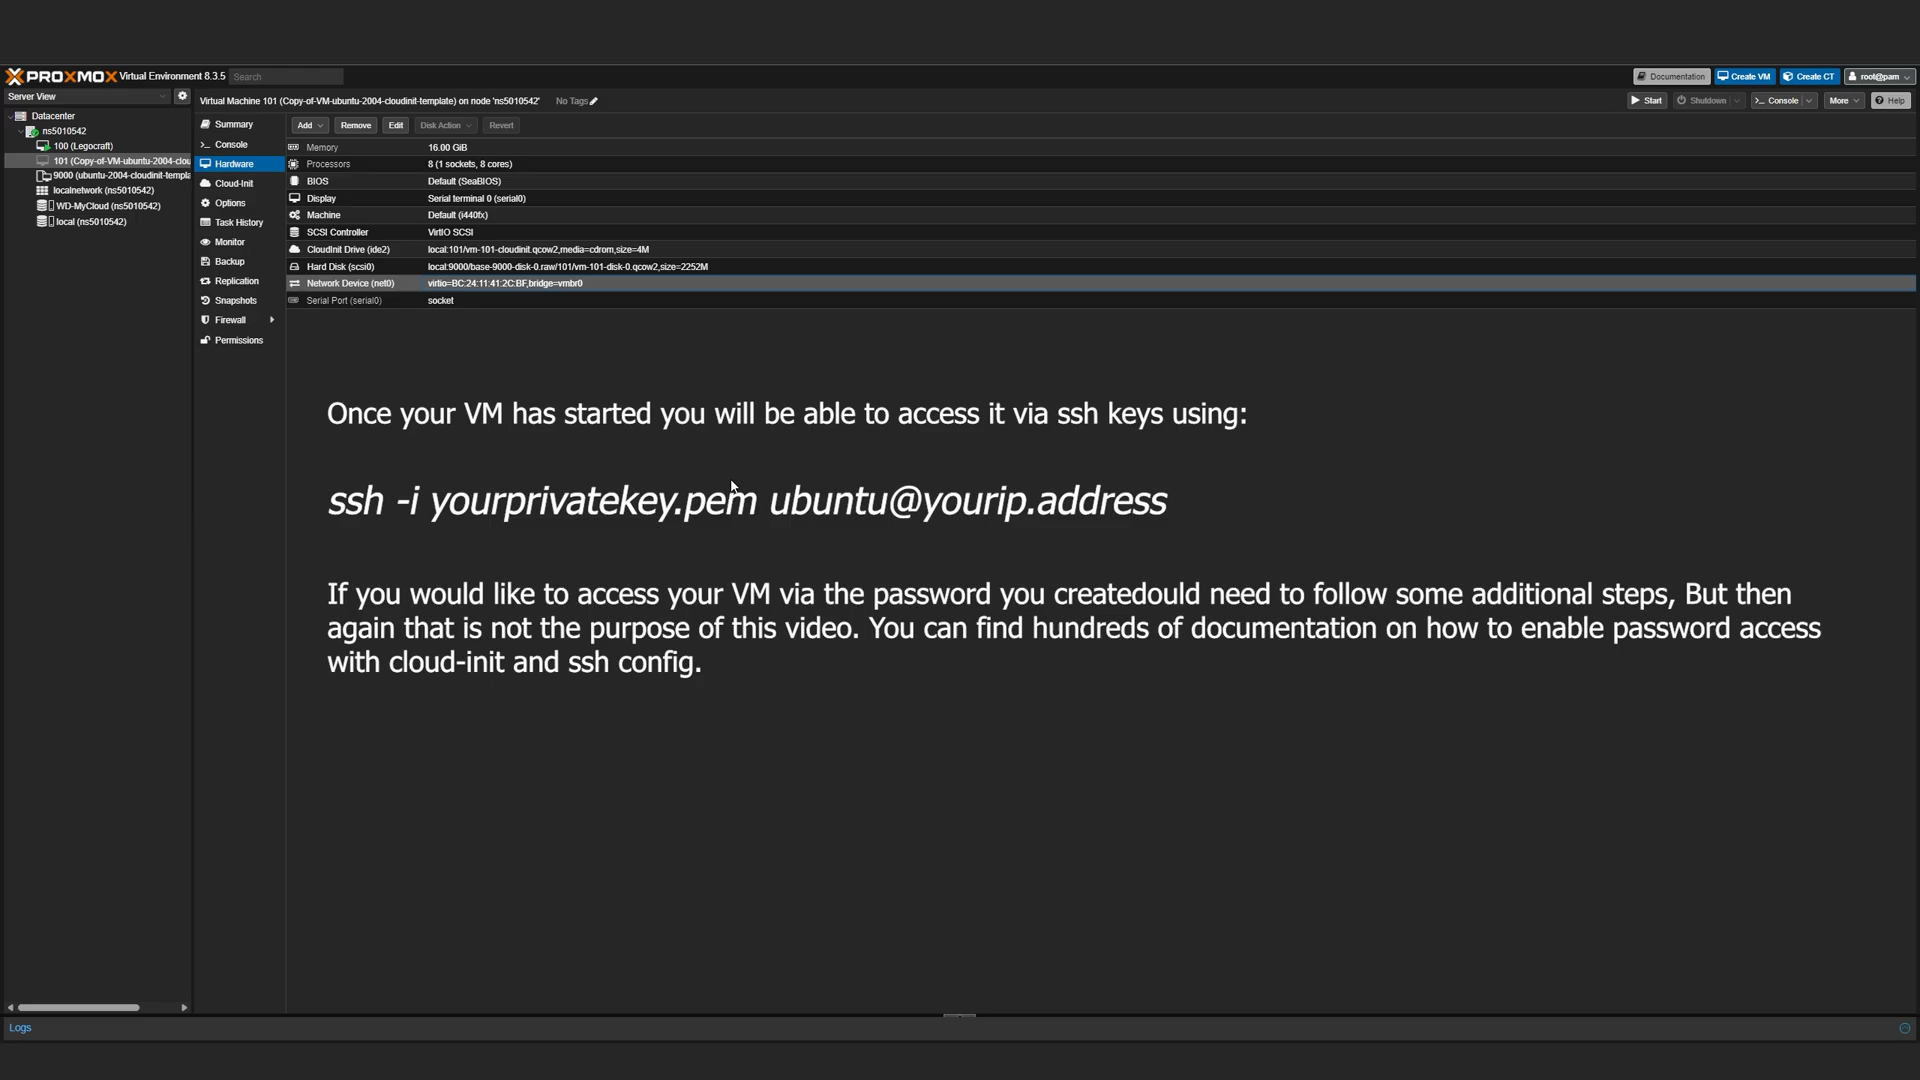 PROXMOX Virtual Environment 8.3.5 Search Documentation Create VM Create CT root@pam
Server View Virtual Machine 101 (Copy-of-VM-ubuntu-2004-cloudinit-template) on node 'ns5010542' No Tags Start Shutdown Console More Help
Datacenter
ns5010542
100 (Legocraft)
101 (Copy-of-VM-ubuntu-2004-clou
9000 (ubuntu-2004-cloudinit-templa
localnetwork (ns5010542)
WD-MyCloud (ns5010542)
local (ns5010542)
Summary
Console
Hardware
Cloud-Init
Options
Task History
Monitor
Backup
Replication
Snapshots
Firewall
Permissions
Add Remove Edit Disk Action Revert
Memory 16.00 GiB
Processors 8 (1 sockets, 8 cores)
BIOS Default (SeaBIOS)
Display Serial terminal 0 (serial0)
Machine Default (i440fx)
SCSI Controller VirtIO SCSI
CloudInit Drive (ide2) local:101/vm-101-cloudinit.qcow2,media=cdrom,size=4M
Hard Disk (scsi0) local:9000/base-9000-disk-0.raw/101/vm-101-disk-0.qcow2,size=2252M
Network Device (net0) virtio=BC:24:11:41:2C:BF,bridge=vmbr0
Serial Port (serial0) socket
Once your VM has started you will be able to access it via ssh keys using:
ssh -i yourprivatekey.pem ubuntu@yourip.address
If you would like to access your VM via the password you createdould need to follow some additional steps, But then
again that is not the purpose of this video. You can find hundreds of documentation on how to enable password access
with cloud-init and ssh config.
Logs